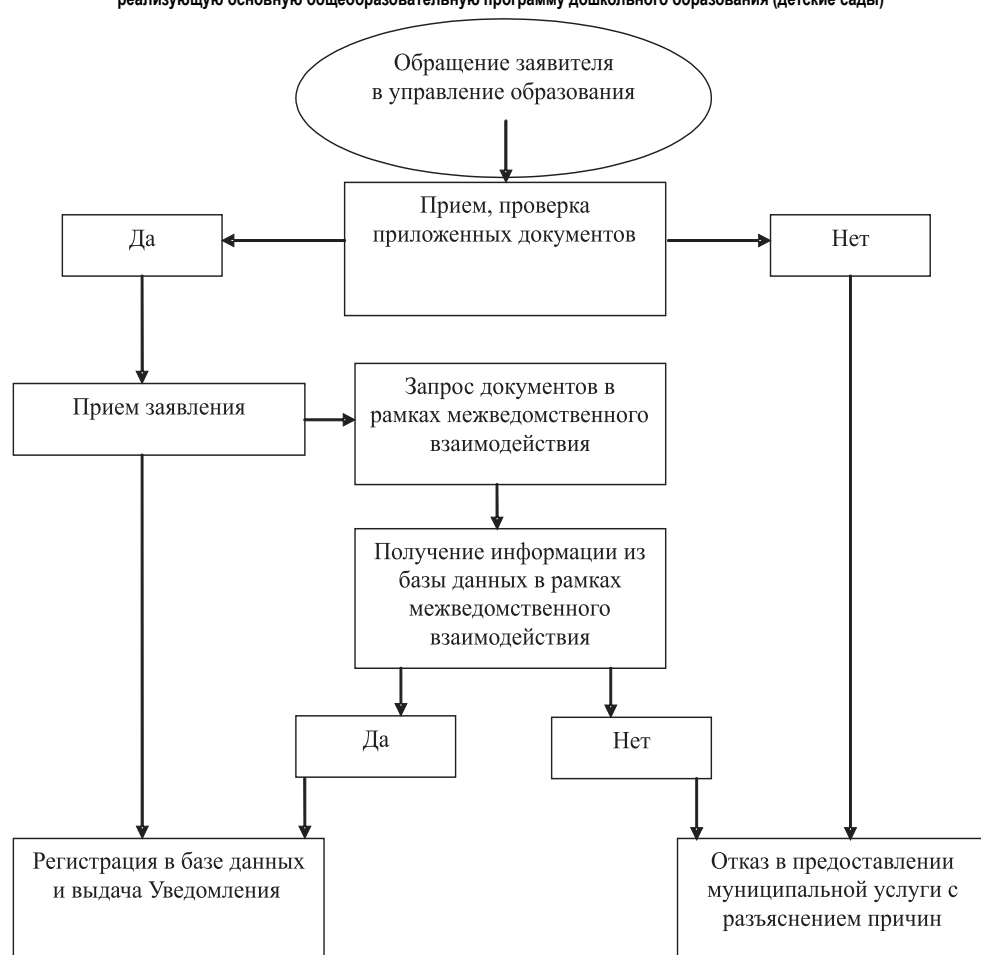 реализующую основную общеобразовательную программу дошкольного образования (детские сады)
Обращение заявителя
в управление образования
Прием, проверка
приложенных документов
Да
Нет
Прием заявления
Запрос документов в
рамках межведомственного
взаимодействия
Получение информации из
базы данных в рамках
межведомственного
взаимодействия
Да
Нет
Регистрация в базе данных
и выдача Уведомления
Отказ в предоставлении
муниципальной услуги с
разъяснением причин